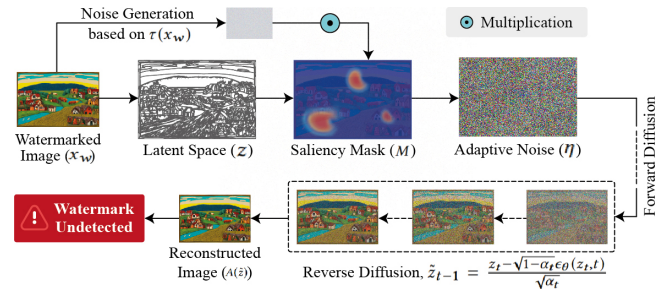 Noise Generation
based on τ(x_w)
Multiplication
Watermarked
Image (x_w)
Latent Space (z)
Saliency Mask (M)
Adaptive Noise (η)
Forward Diffusion
Watermark
Undetected
Reconstructed
Image (A(z̃))
Reverse Diffusion, z̃_{t−1} = (z_t − √(1−α_t) ϵ_θ(z_t, t)) / √α_t